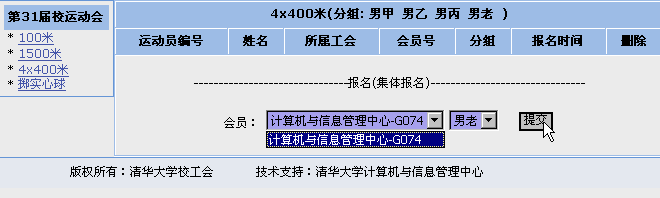 第31届校运动会
* 100米
* 1500米
* 4x400米
* 掷实心球
4x400米(分组: 男甲 男乙 男丙 男老 )
运动员编号 姓名 所属工会 会员号 分组 报名时间 删除
--------------------------------报名(集体报名)--------------------------------
会员： 计算机与信息管理中心-G074 男老 提交
计算机与信息管理中心-G074
版权所有：清华大学校工会 技术支持：清华大学计算机与信息管理中心